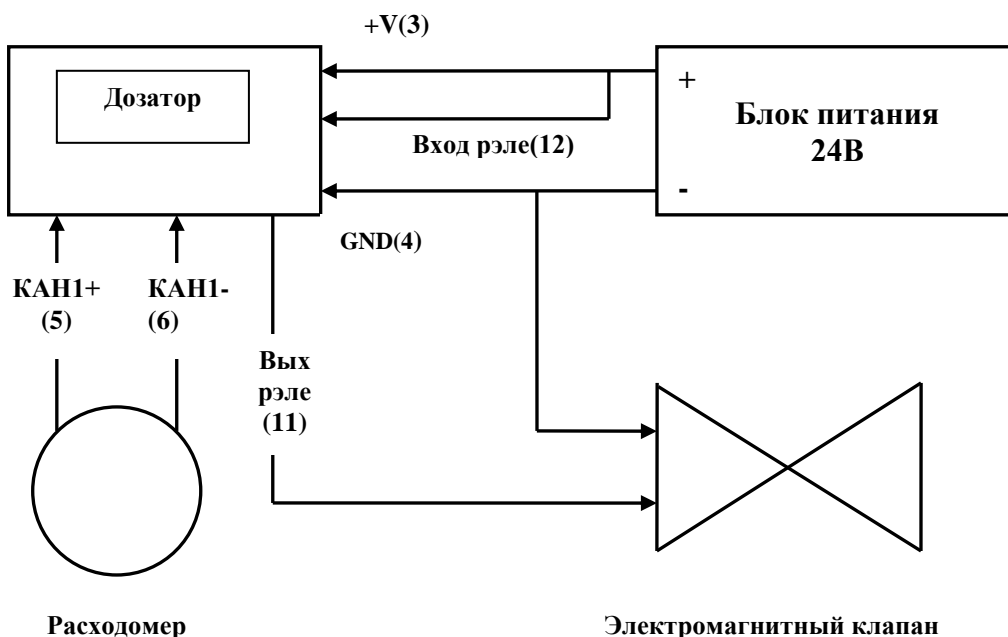 +V(3)
Дозатор
+
Блок питания
24В
Вход рэле(12)
-
GND(4)
КАН1+
(5)
КАН1-
(6)
Вых
рэле
(11)
Расходомер
Электромагнитный клапан